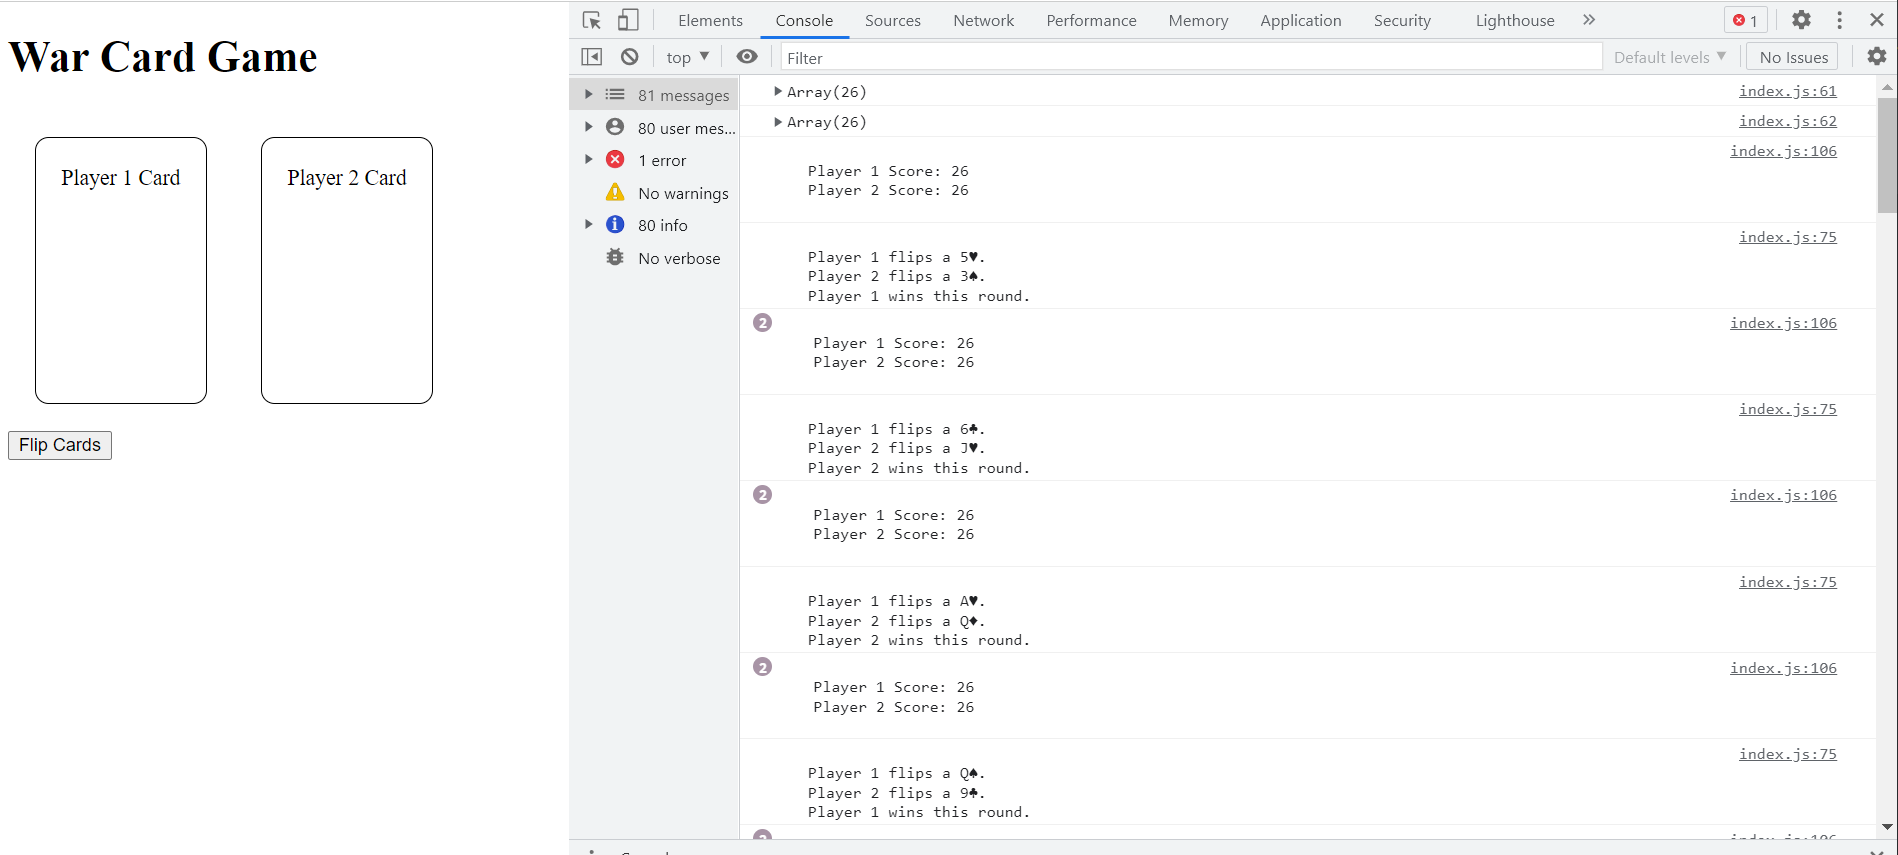 War Card Game
Player 1 Card
Player 2 Card
Flip Cards
Elements
Console
Sources
Network
Performance
Memory
Application
Security
Lighthouse
1
top
Filter
Default levels
No Issues
81 messages
80 user mes...
1 error
No warnings
80 info
No verbose
Array(26)
index.js:61
Array(26)
index.js:62
index.js:106
Player 1 Score: 26
Player 2 Score: 26
index.js:75
Player 1 flips a 5♥.
Player 2 flips a 3♠.
Player 1 wins this round.
2
index.js:106
Player 1 Score: 26
Player 2 Score: 26
index.js:75
Player 1 flips a 6♣.
Player 2 flips a J♥.
Player 2 wins this round.
2
index.js:106
Player 1 Score: 26
Player 2 Score: 26
index.js:75
Player 1 flips a A♥.
Player 2 flips a Q♦.
Player 2 wins this round.
2
index.js:106
Player 1 Score: 26
Player 2 Score: 26
index.js:75
Player 1 flips a Q♠.
Player 2 flips a 9♣.
Player 1 wins this round.
2
index.js:106